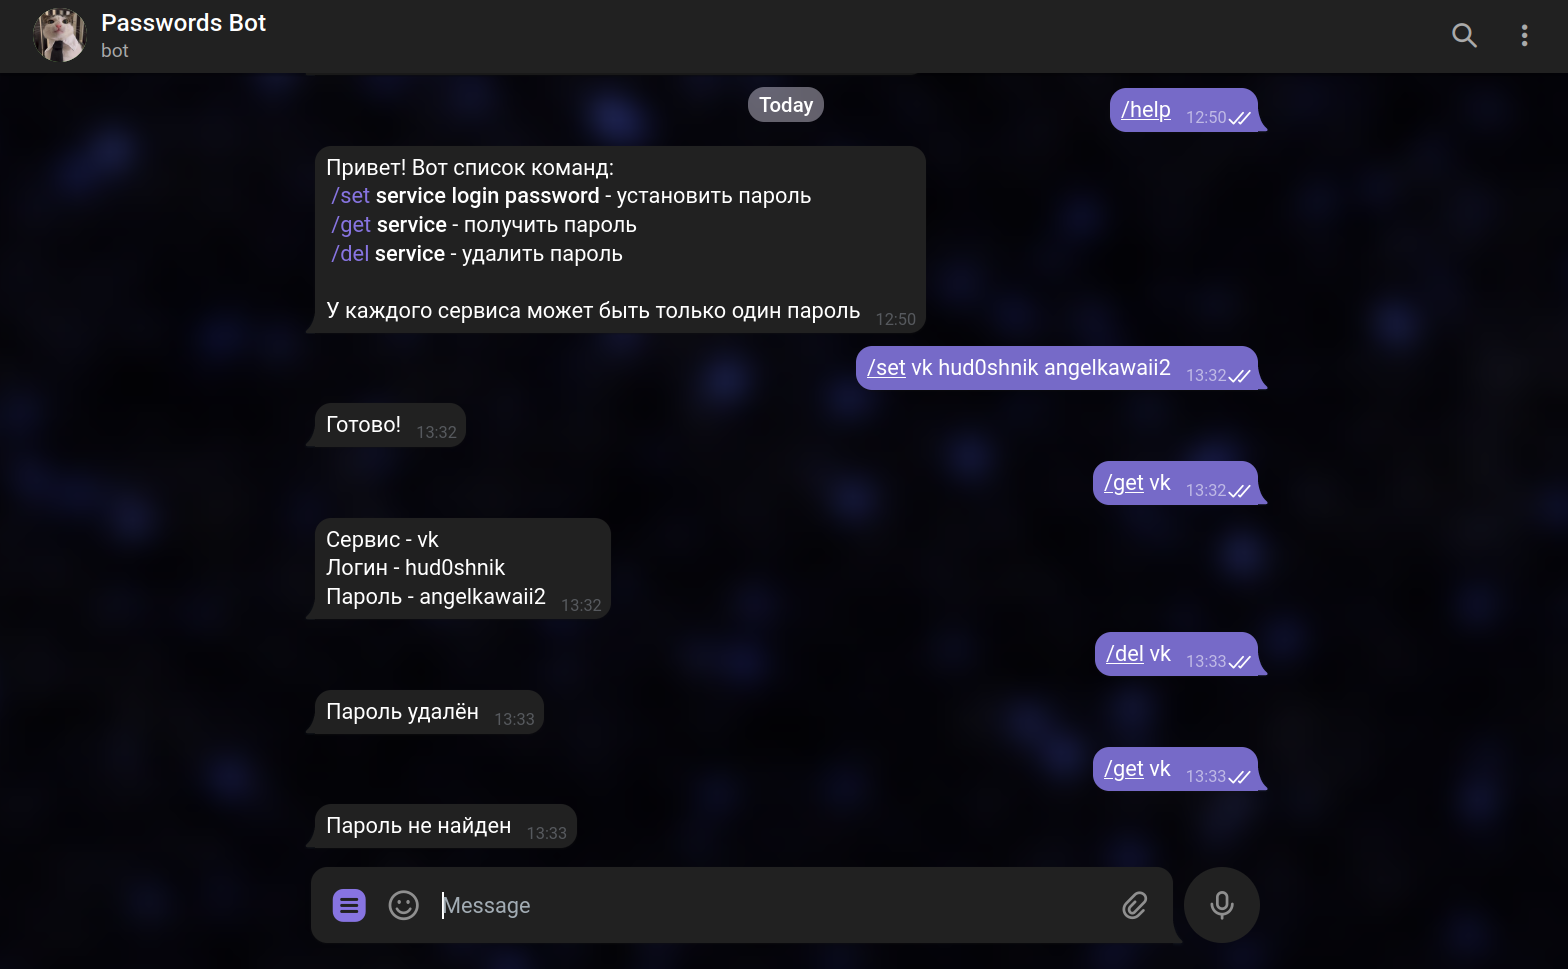 Passwords Bot
bot
Today
/help 12:50
Привет! Вот список команд:
/set service login password - установить пароль
/get service - получить пароль
/del service - удалить пароль
У каждого сервиса может быть только один пароль 12:50
/set vk hud0shnik angelkawaii2 13:32
Готово! 13:32
/get vk 13:32
Сервис - vk
Логин - hud0shnik
Пароль - angelkawaii2 13:32
/del vk 13:33
Пароль удалён 13:33
/get vk 13:33
Пароль не найден 13:33
Message